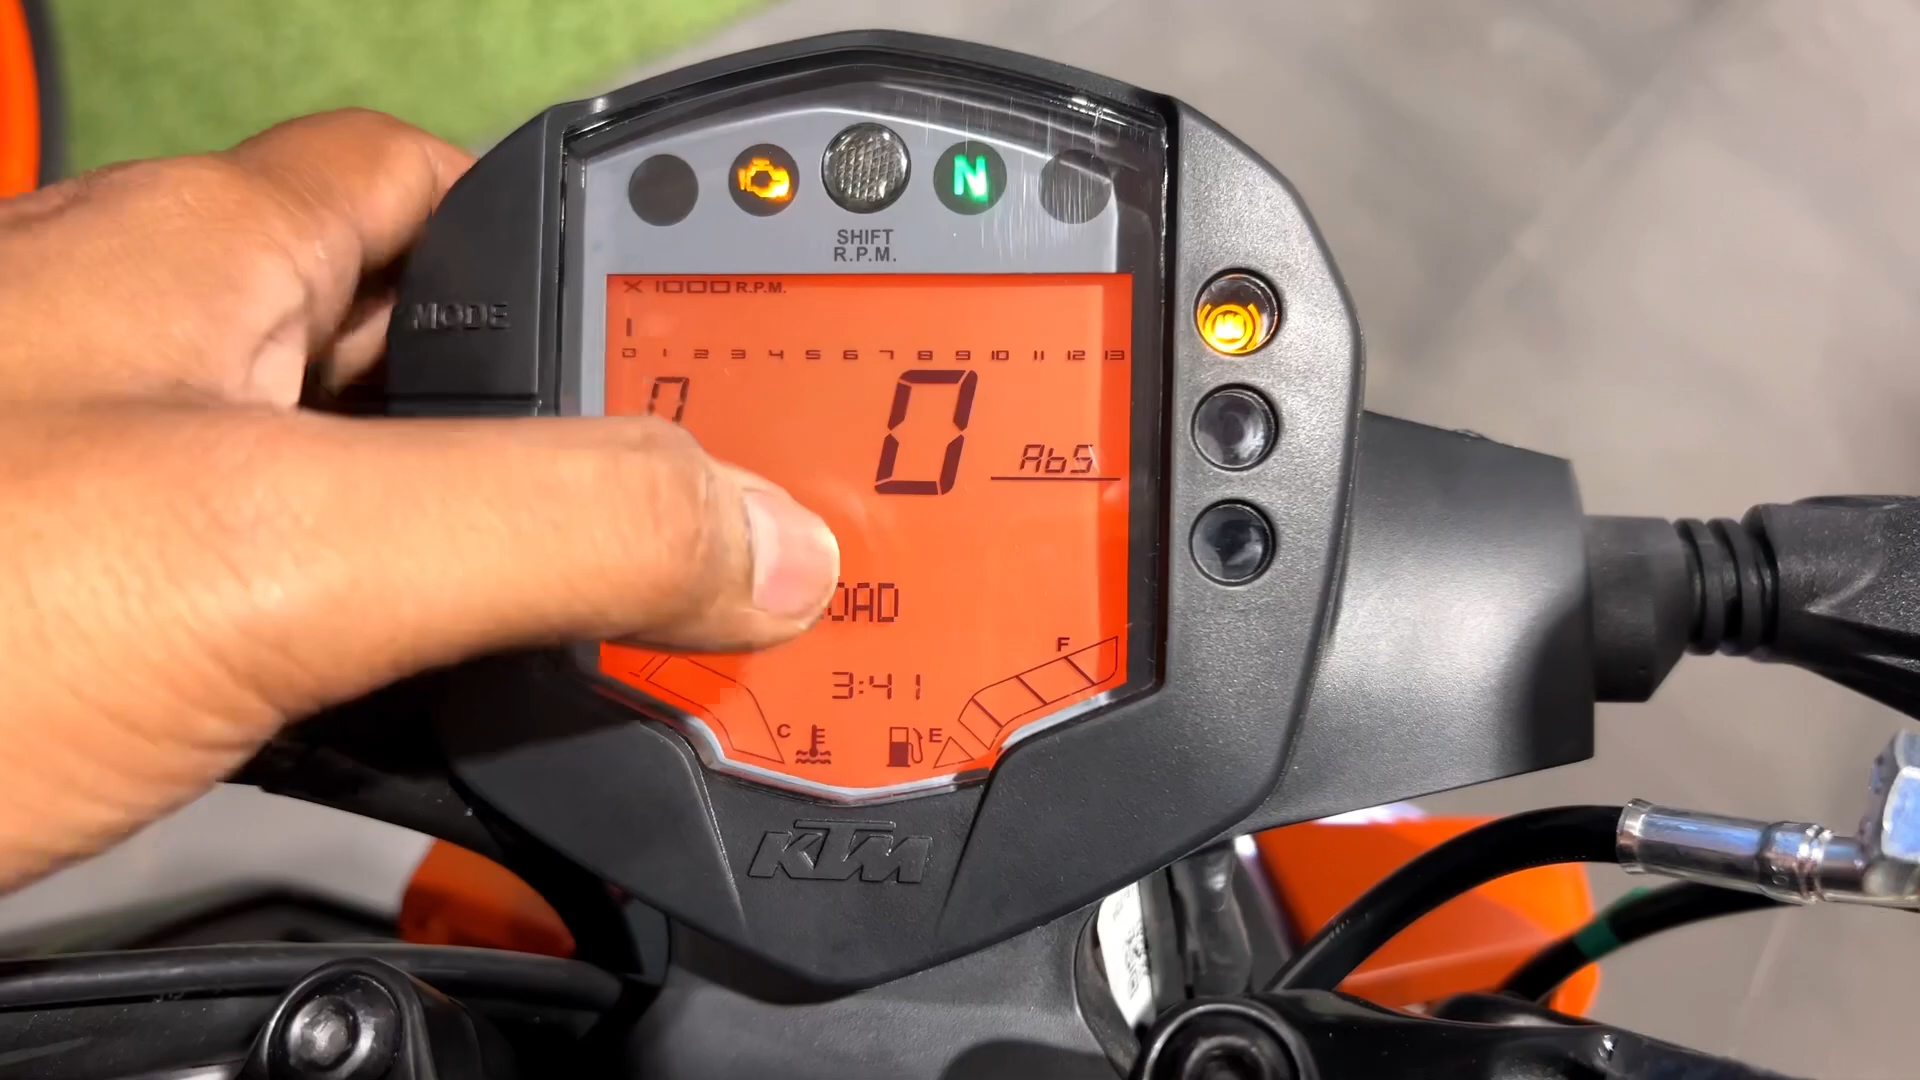 N
SHIFT
R.P.M.
MODE
X 1000 R.P.M.
0 1 2 3 4 5 6 7 8 9 10 11 12 13
0
0
AbS
OAD
F
3:41
C
E
KTM